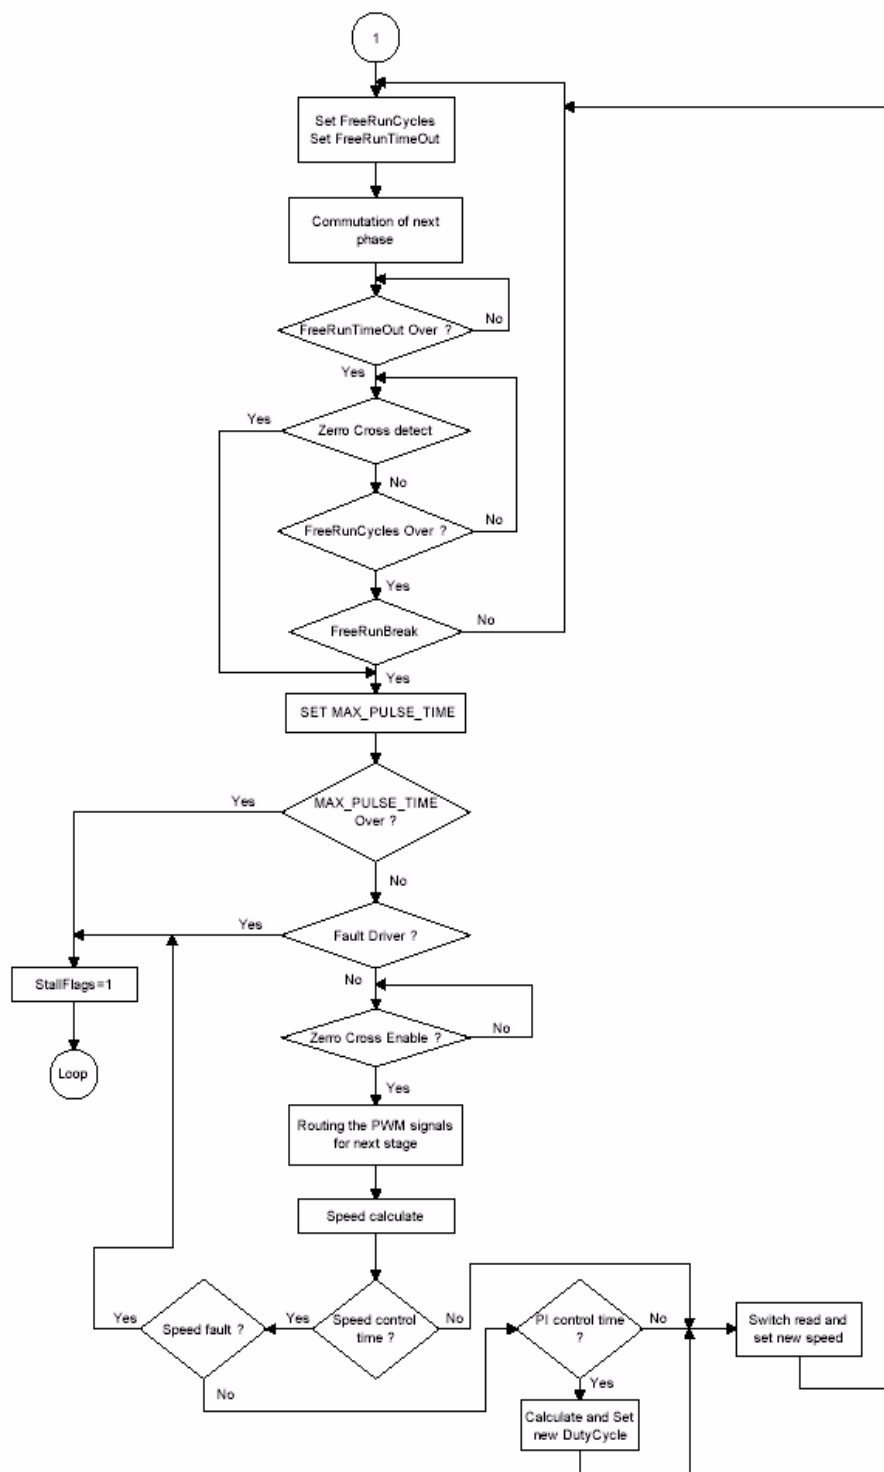 1
Set FreeRunCycles
Set FreeRunTimeOut
Commutation of next
phase
FreeRunTimeOut Over ?
No
Yes
Zerro Cross detect
Yes
No
FreeRunCycles Over ?
No
Yes
FreeRunBreak
No
Yes
SET MAX_PULSE_TIME
MAX_PULSE_TIME
Over ?
Yes
No
Fault Driver ?
Yes
No
StallFlags=1
Loop
Zerro Cross Enable ?
No
Yes
Routing the PWM signals
for next stage
Speed calculate
Speed control
time ?
Yes
No
Speed fault ?
Yes
No
PI control time
?
No
Yes
Switch read and
set new speed
Calculate and Set
new DutyCycle